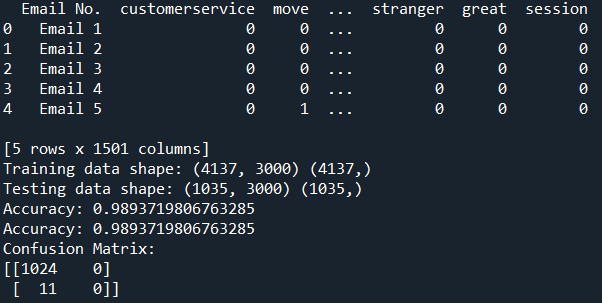 Email No. customerservice move ... stranger great session
0 Email 1 0 0 ... 0 0 0
1 Email 2 0 0 ... 0 0 0
2 Email 3 0 0 ... 0 0 0
3 Email 4 0 0 ... 0 0 0
4 Email 5 0 1 ... 0 0 0
[5 rows x 1501 columns]
Training data shape: (4137, 3000) (4137,)
Testing data shape: (1035, 3000) (1035,)
Accuracy: 0.9893719806763285
Accuracy: 0.9893719806763285
Confusion Matrix:
[[1024 0]
[ 11 0]]